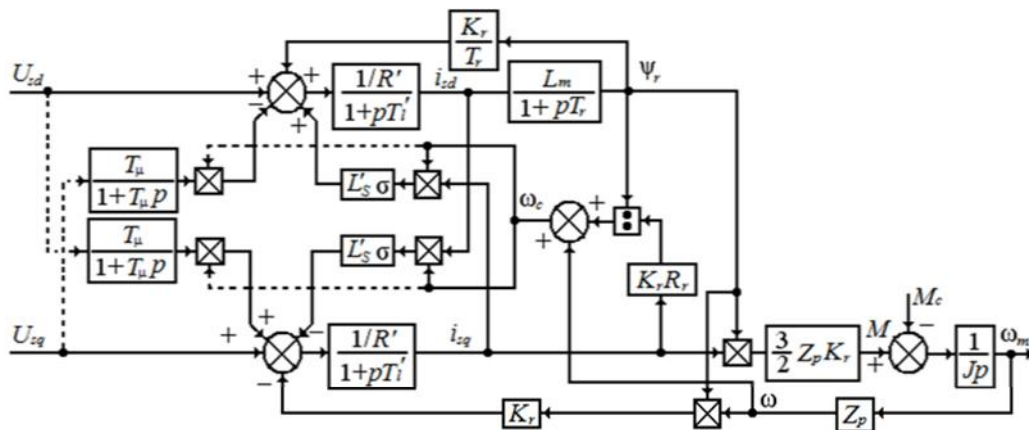 K_r
T_r
ψ_r
U_sd
+
+
−
+
1/R'
1+pT_i'
i_sd
L_m
1+pT_r
T_μ
1+T_μ p
L'_S σ
ω_c
+
+
T_μ
1+T_μ p
L'_S σ
K_r R_r
M_c
U_sq
+
+
−
−
1/R'
1+pT_i'
i_sq
3
2
Z_p K_r
M
+
−
1
Jp
ω_m
K_r
ω
Z_p